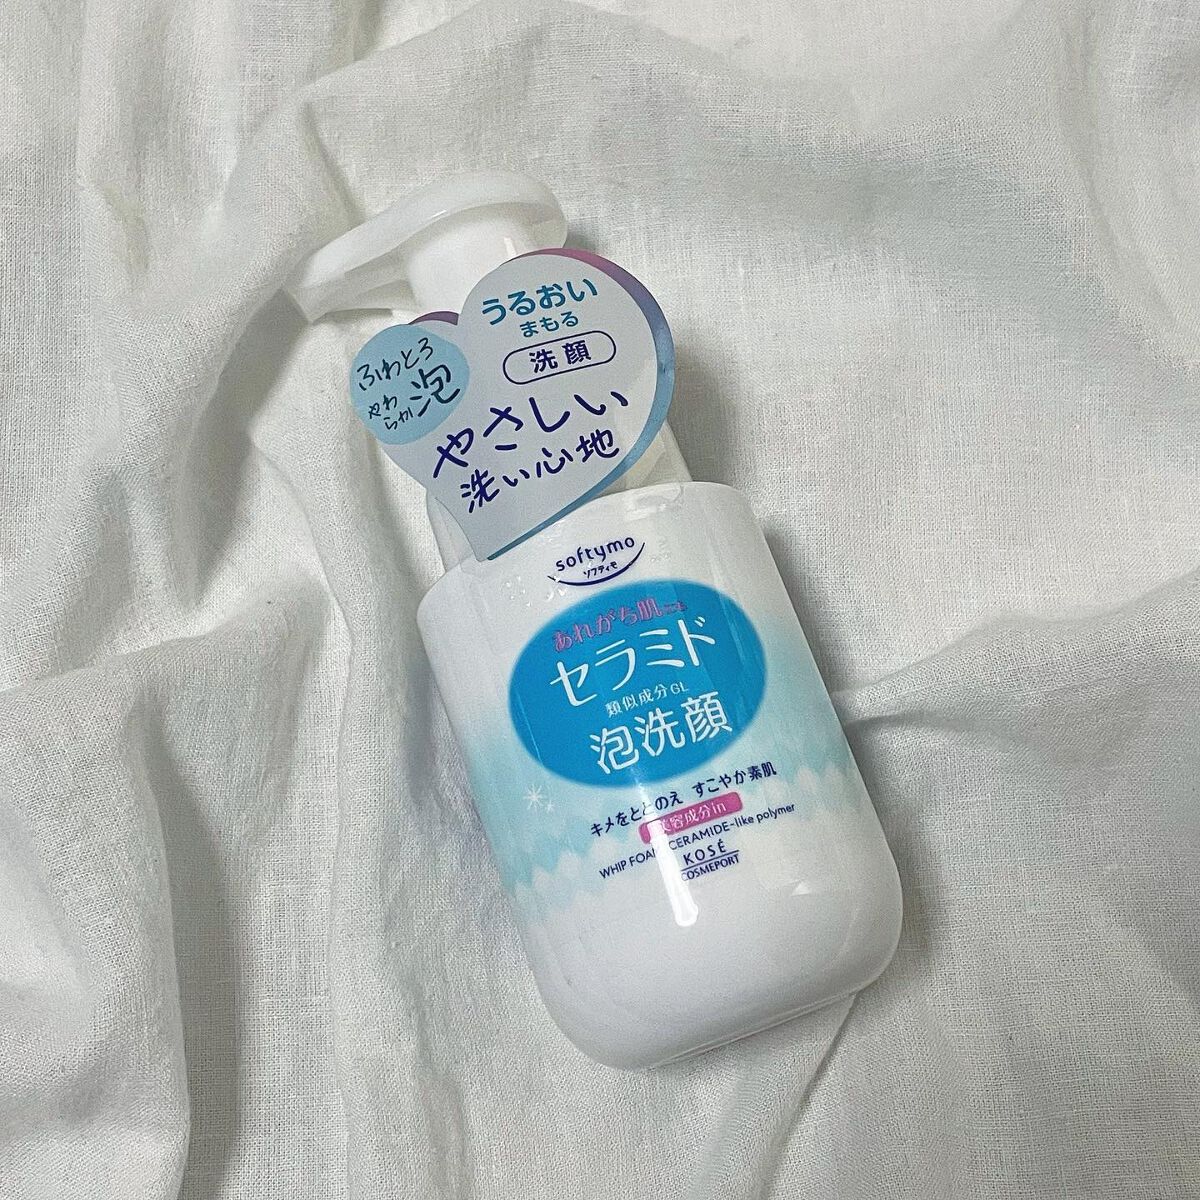 うるおい
まもる
洗顔
ふわとろ
やわ
らか
泡
やさしい
洗い心地
softymo
ソフティモ
あれがち肌にも
セラミド
類似成分GL
泡洗顔
キメをととのえ すこやか素肌
美容成分in
WHIP FOAM CERAMIDE-like polymer
KOSÉ
COSMEPORT